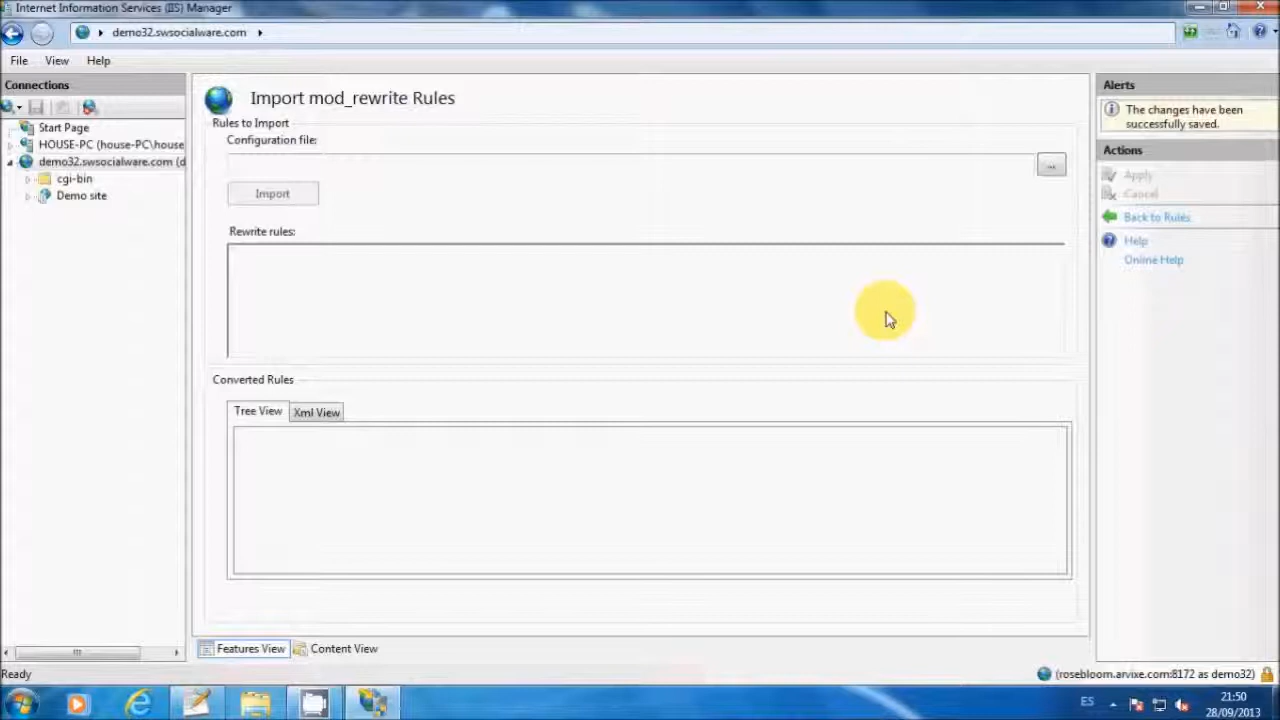 Internet Information Services (IIS) Manager
demo32.swsocialware.com
File View Help
Connections
Start Page
HOUSE-PC (house-PC\house
demo32.swsocialware.com (d
cgi-bin
Demo site
Import mod_rewrite Rules
Rules to Import
Configuration file:
...
Import
Rewrite rules:
Converted Rules
Tree View Xml View
Features View Content View
Alerts
The changes have been
successfully saved.
Actions
Apply
Cancel
Back to Rules
Help
Online Help
Ready
(rosebloom.arvixe.com:8172 as demo32)
ES
21:50
28/09/2013